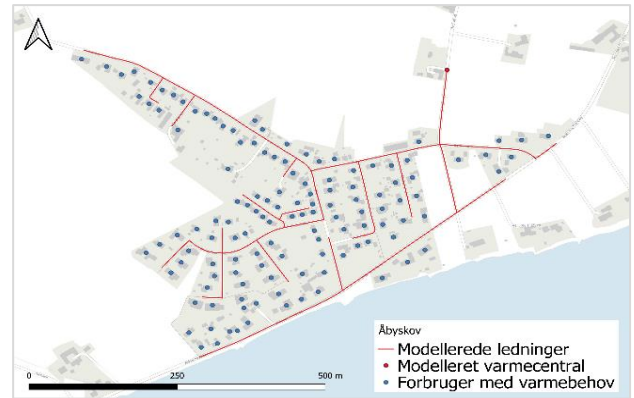 Åbyskov
Modellerede ledninger
Modelleret varmecentral
Forbruger med varmebehov
0 250 500 m